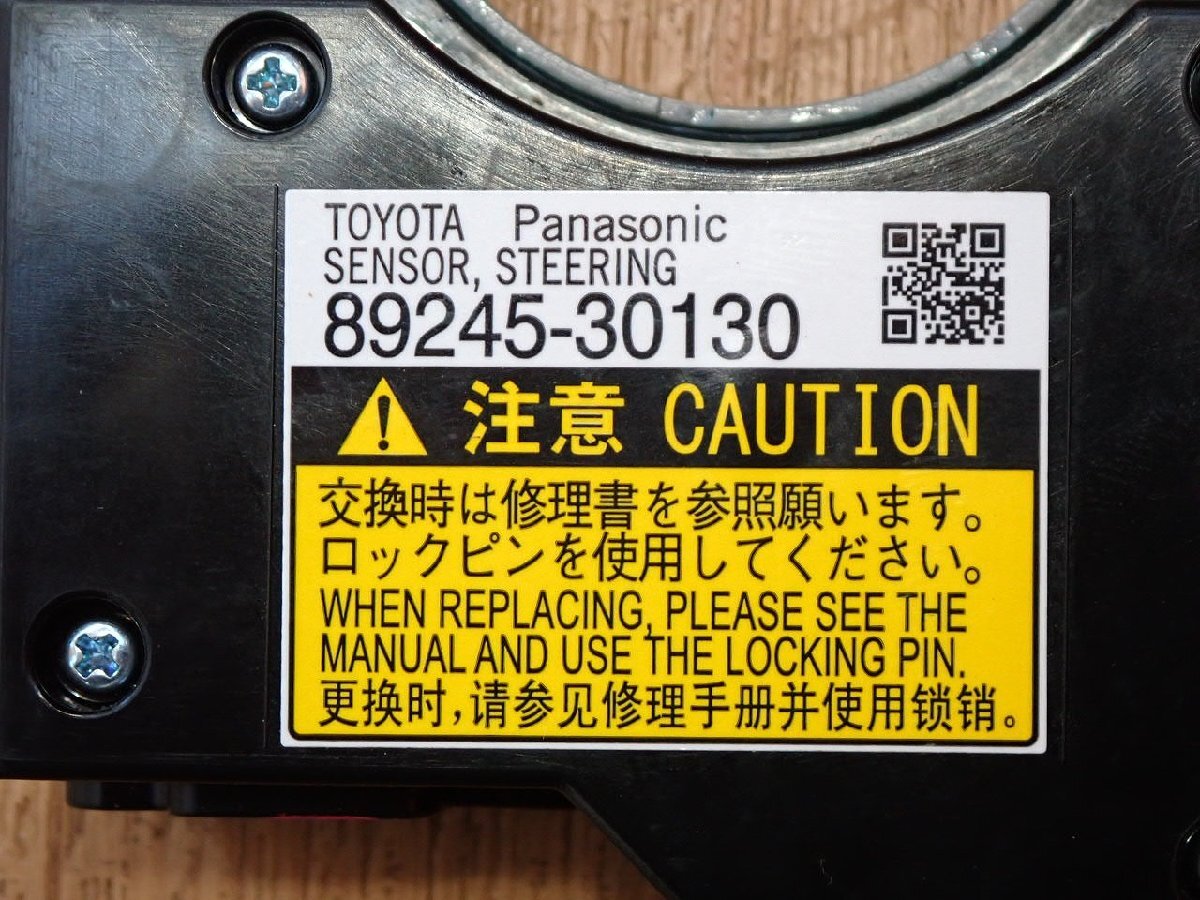 TOYOTA Panasonic
SENSOR, STEERING
89245-30130
注意 CAUTION
交換時は修理書を参照願います。
ロックピンを使用してください。
WHEN REPLACING, PLEASE SEE THE
MANUAL AND USE THE LOCKING PIN.
更换时,请参见修理手册并使用锁销。